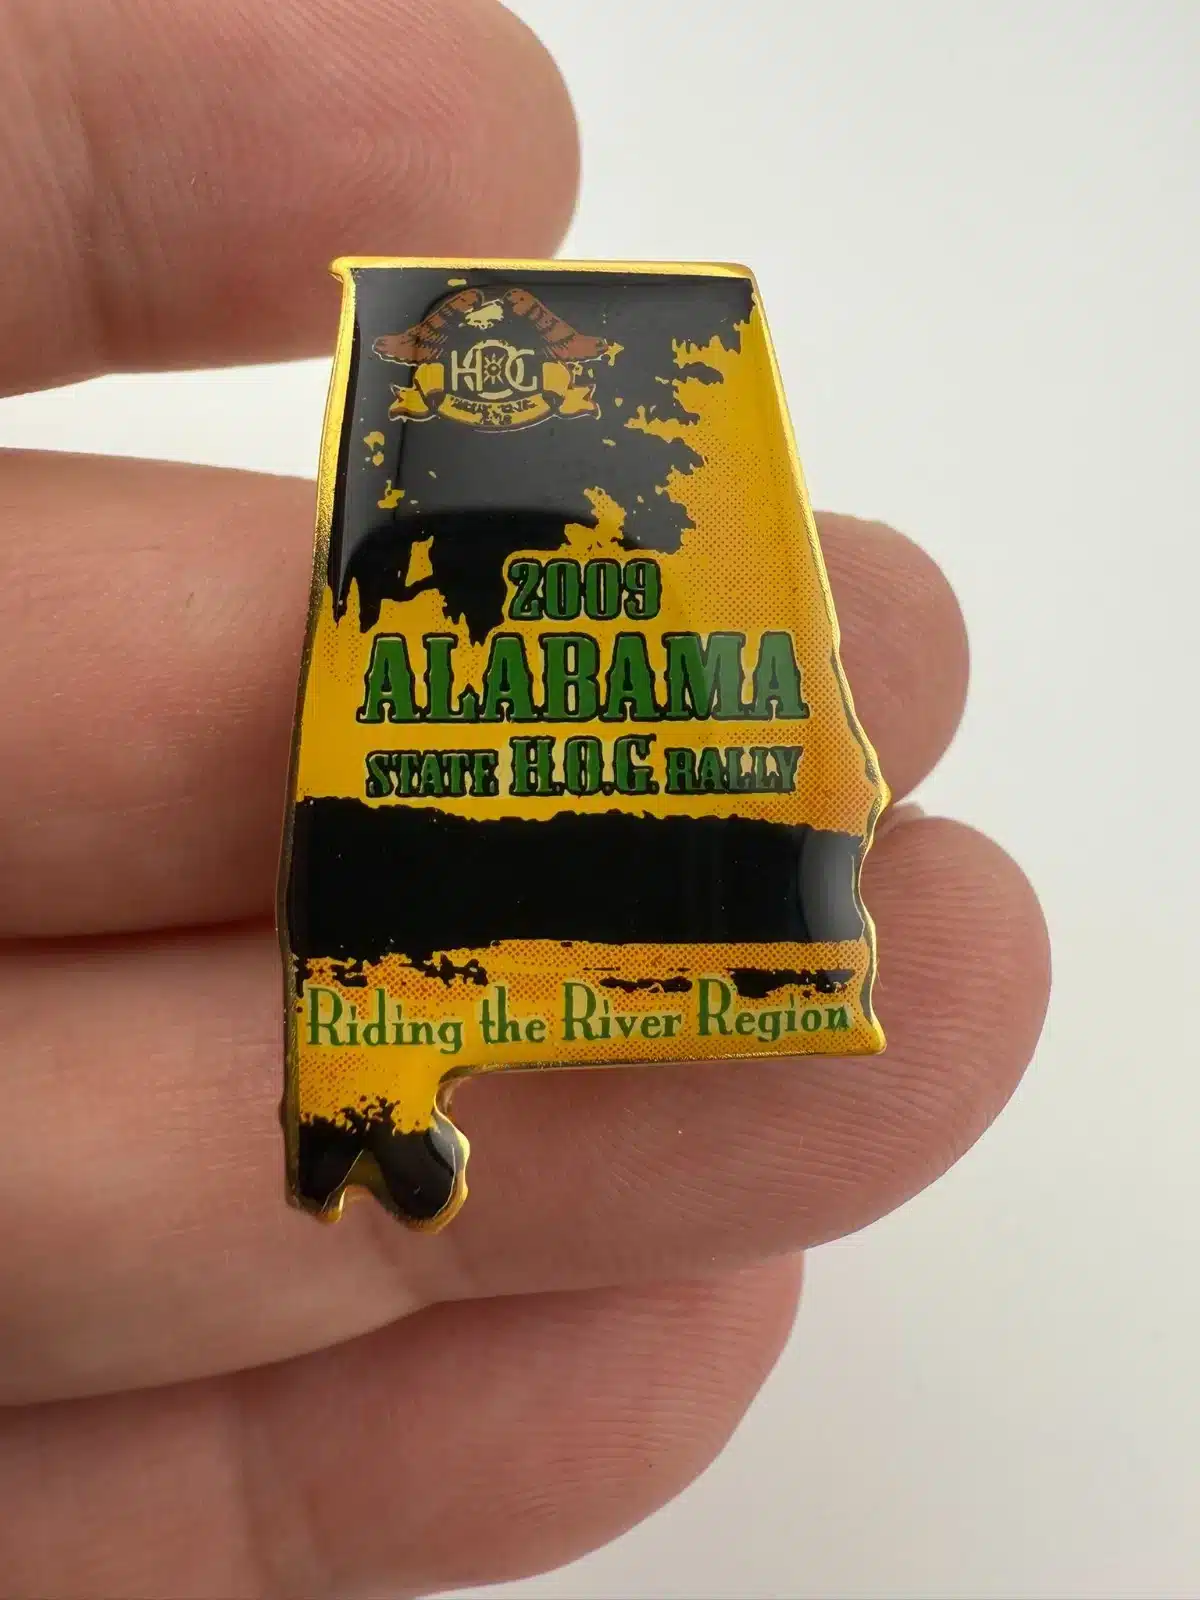 HOG
2009
ALABAMA
STATE H.O.G. RALLY
Riding the River Region